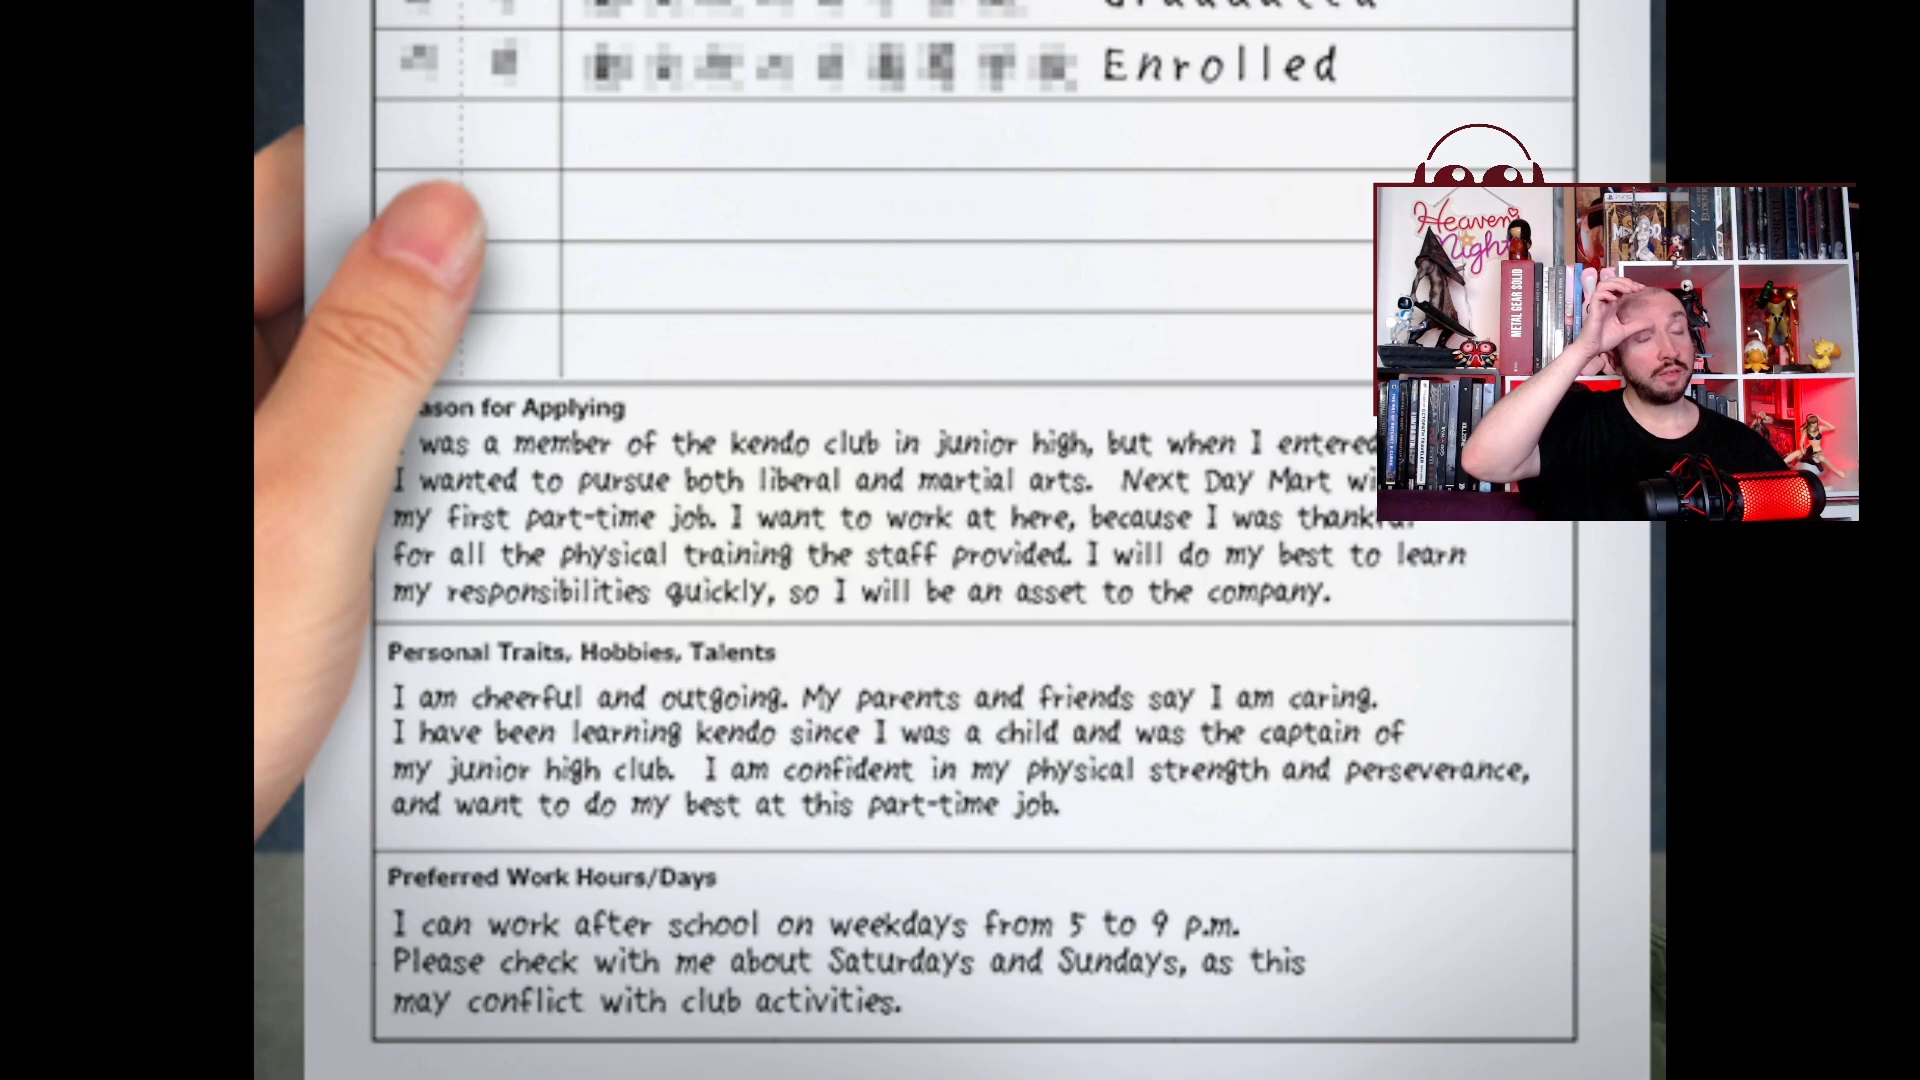 Graduated
Enrolled
ason for Applying
I was a member of the kendo club in junior high, but when I entered
I wanted to pursue both liberal and martial arts. Next Day Mart wi
my first part-time job. I want to work at here, because I was thankful
for all the physical training the staff provided. I will do my best to learn
my responsibilities quickly, so I will be an asset to the company.
Personal Traits, Hobbies, Talents
I am cheerful and outgoing. My parents and friends say I am caring.
I have been learning kendo since I was a child and was the captain of
my junior high club. I am confident in my physical strength and perseverance,
and want to do my best at this part-time job.
Preferred Work Hours/Days
I can work after school on weekdays from 5 to 9 p.m.
Please check with me about Saturdays and Sundays, as this
may conflict with club activities.
Heaven
Night
METAL GEAR SOLID